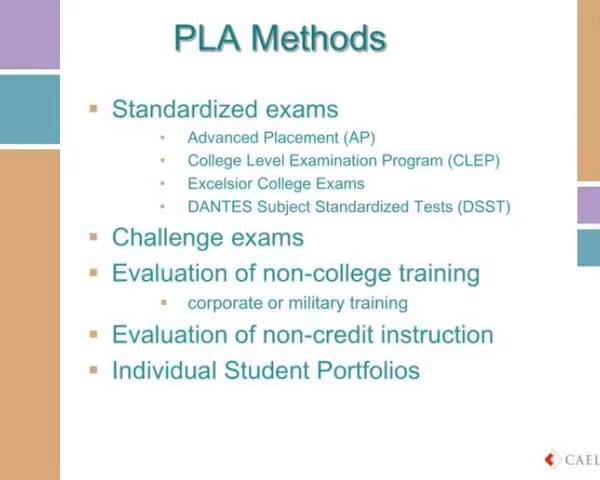 PLA Methods
Standardized exams
Advanced Placement (AP)
College Level Examination Program (CLEP)
Excelsior College Exams
DANTES Subject Standardized Tests (DSST)
Challenge exams
Evaluation of non-college training
corporate or military training
Evaluation of non-credit instruction
Individual Student Portfolios
CAEL